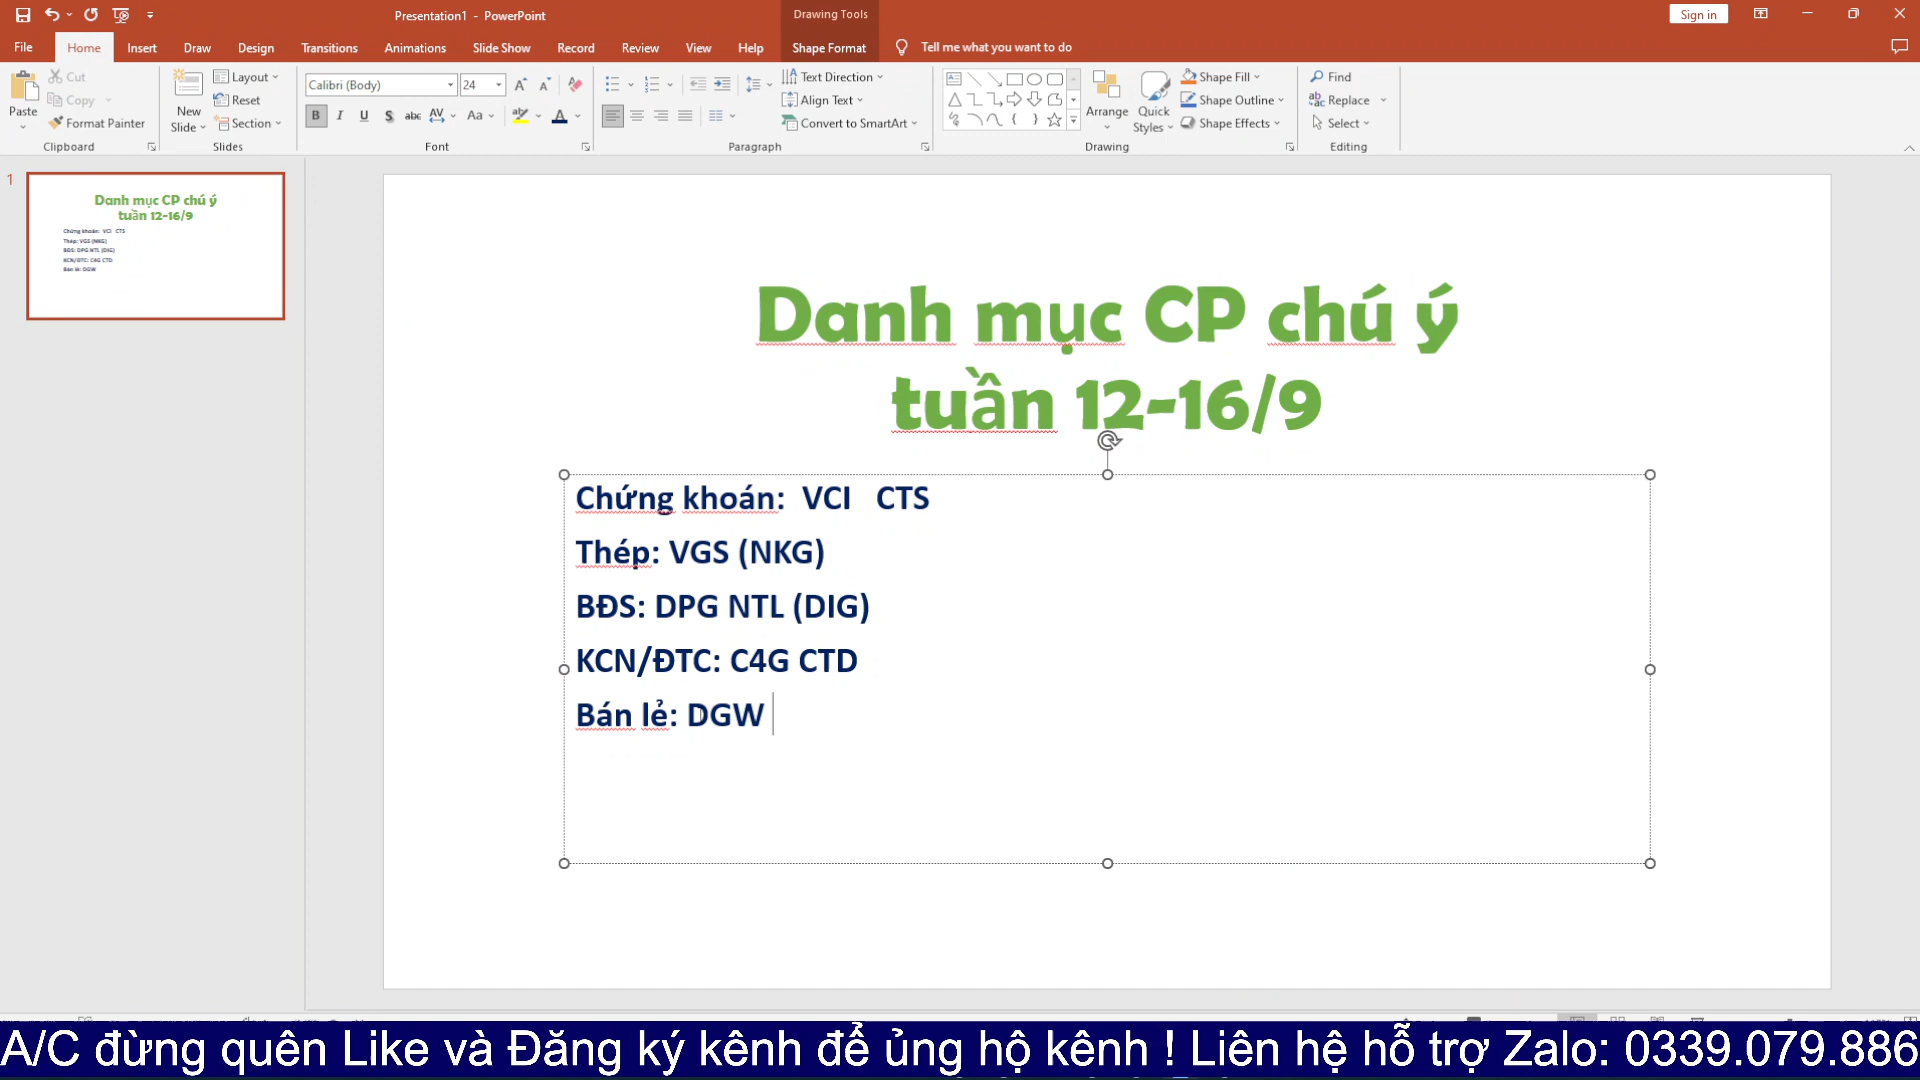 Presentation1 - PowerPoint
Drawing Tools
Sign in
File Home Insert Draw Design Transitions Animations Slide Show Record Review View Help Shape Format Tell me what you want to do
Paste
Cut
Copy
Format Painter
Clipboard
New Slide
Layout
Reset
Section
Slides
Calibri (Body) 24
B I U S abc AV Aa A
Font
Text Direction
Align Text
Convert to SmartArt
Paragraph
Arrange
Quick Styles
Shape Fill
Shape Outline
Shape Effects
Drawing
Find
Replace
Select
Editing
1
Danh mục CP chú ý
tuần 12-16/9
Chứng khoán: VCI CTS
Thép: VGS (NKG)
BĐS: DPG NTL (DIG)
KCN/ĐTC: C4G CTD
Bán lẻ: DGW
Danh mục CP chú ý
tuần 12-16/9
Chứng khoán: VCI CTS
Thép: VGS (NKG)
BĐS: DPG NTL (DIG)
KCN/ĐTC: C4G CTD
Bán lẻ: DGW
A/C đừng quên Like và Đăng ký kênh để ủng hộ kênh ! Liên hệ hỗ trợ Zalo: 0339.079.886